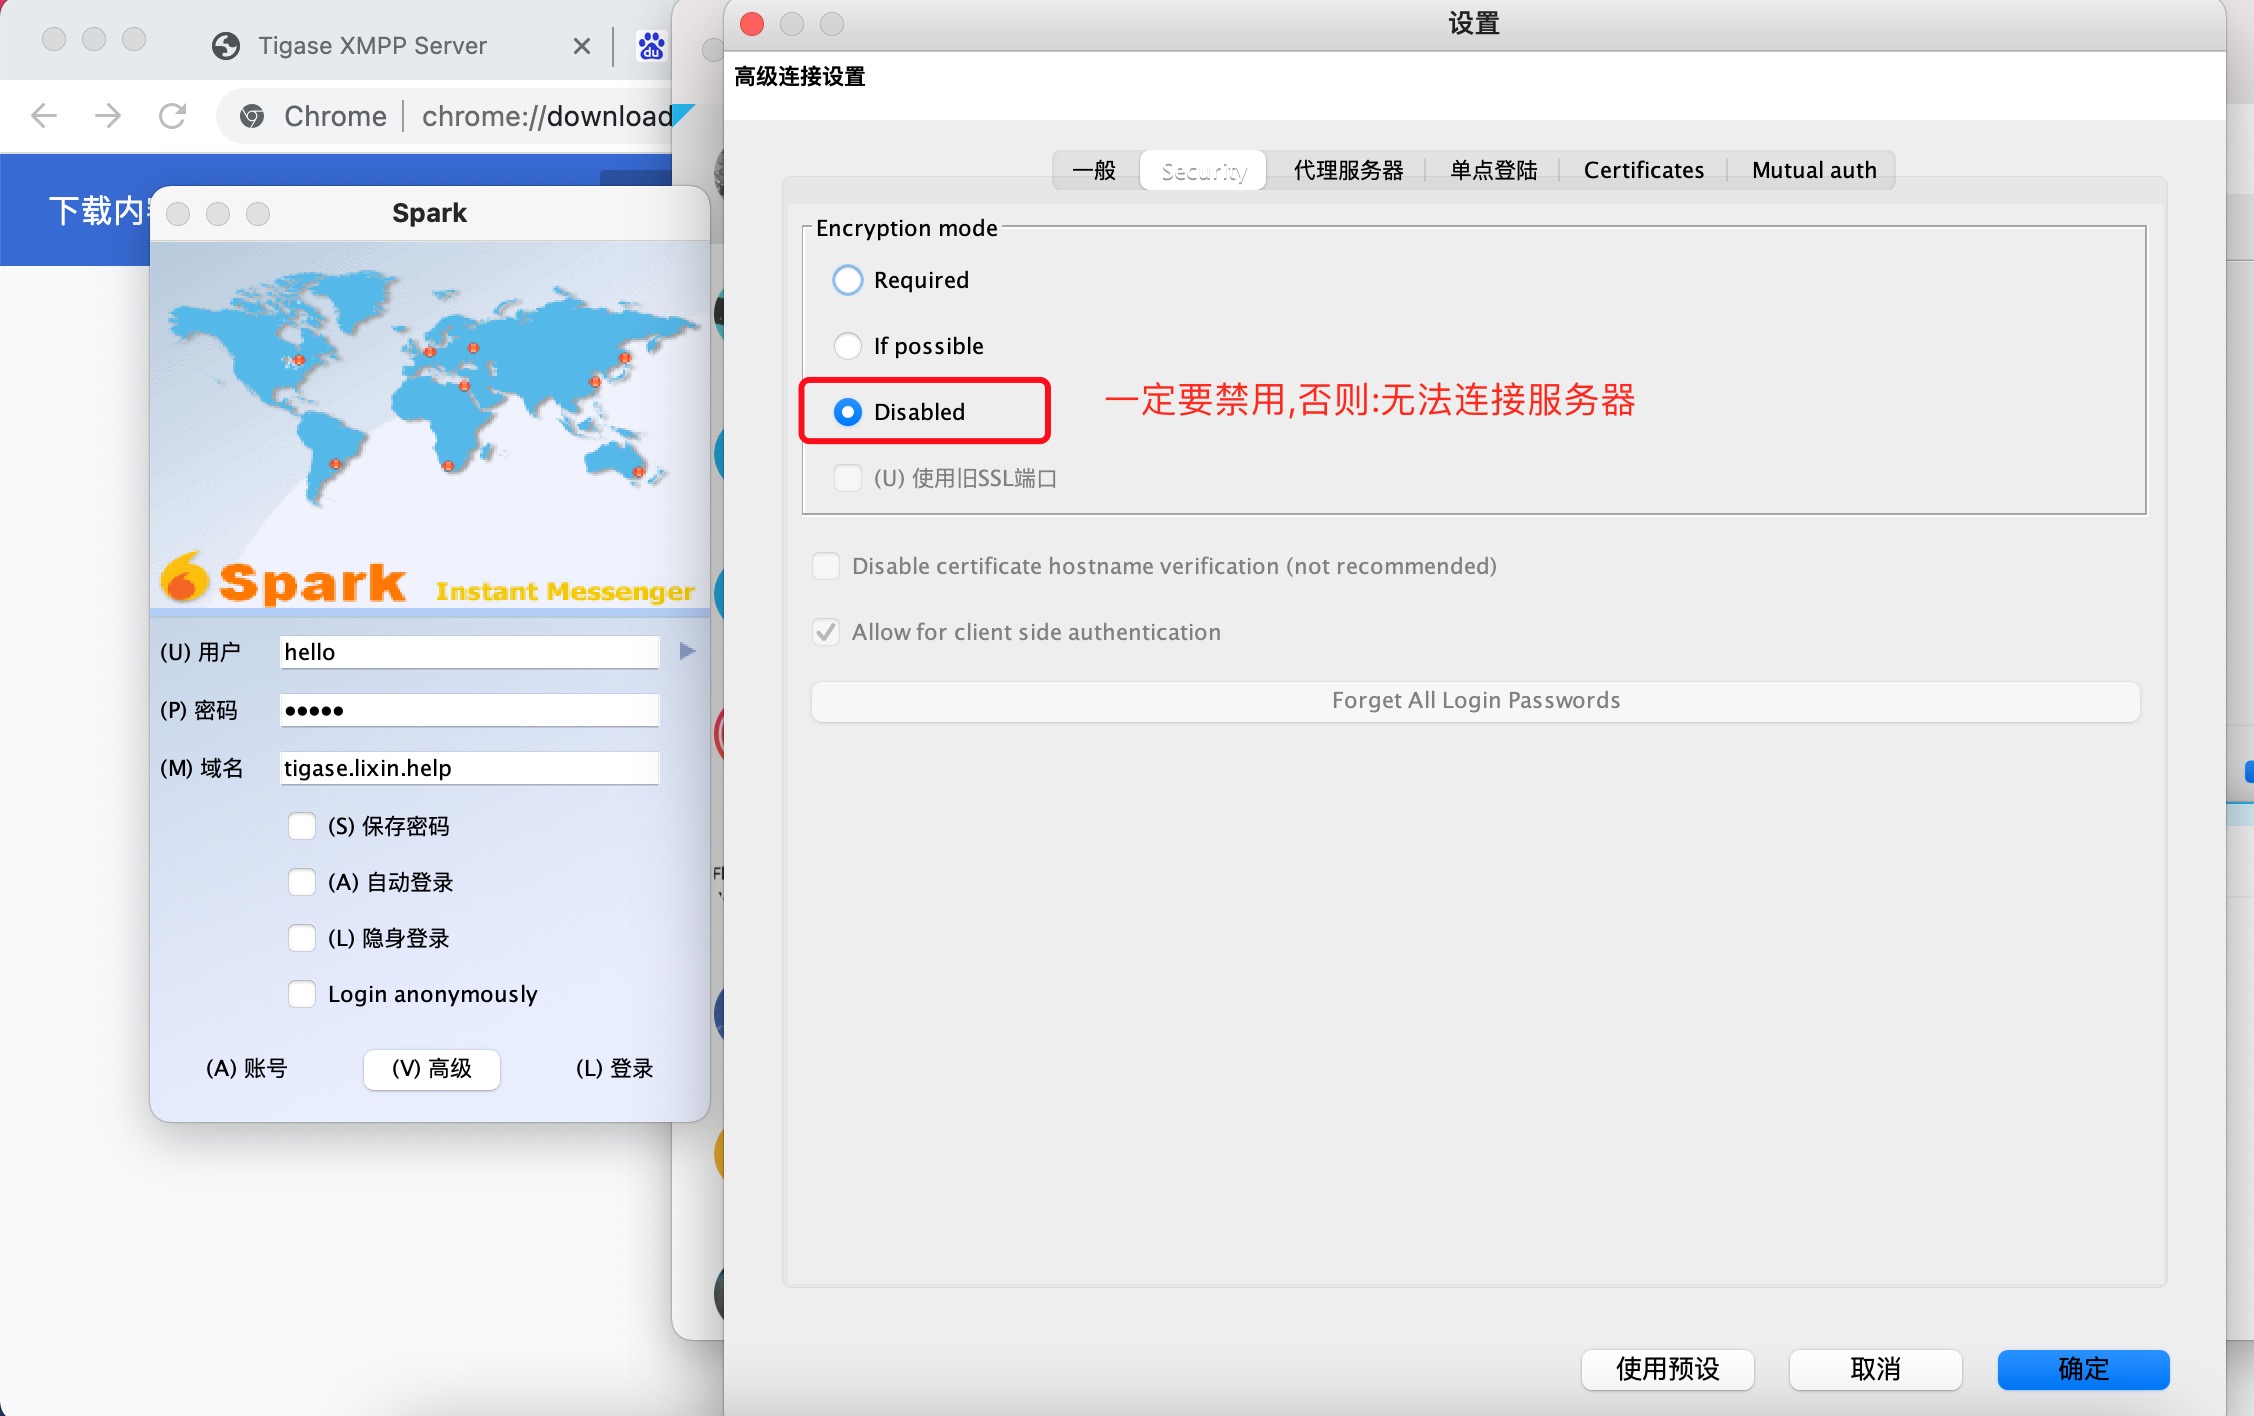 Tigase XMPP Server
Chrome
chrome://download
下载内
Spark
Spark Instant Messenger
(U) 用户
hello
(P) 密码
•••••
(M) 域名
tigase.lixin.help
(S) 保存密码
(A) 自动登录
(L) 隐身登录
Login anonymously
(A) 账号
(V) 高级
(L) 登录
设置
高级连接设置
一般
Security
代理服务器
单点登陆
Certificates
Mutual auth
Encryption mode
Required
If possible
Disabled
一定要禁用,否则:无法连接服务器
(U) 使用旧SSL端口
Disable certificate hostname verification (not recommended)
Allow for client side authentication
Forget All Login Passwords
使用预设
取消
确定